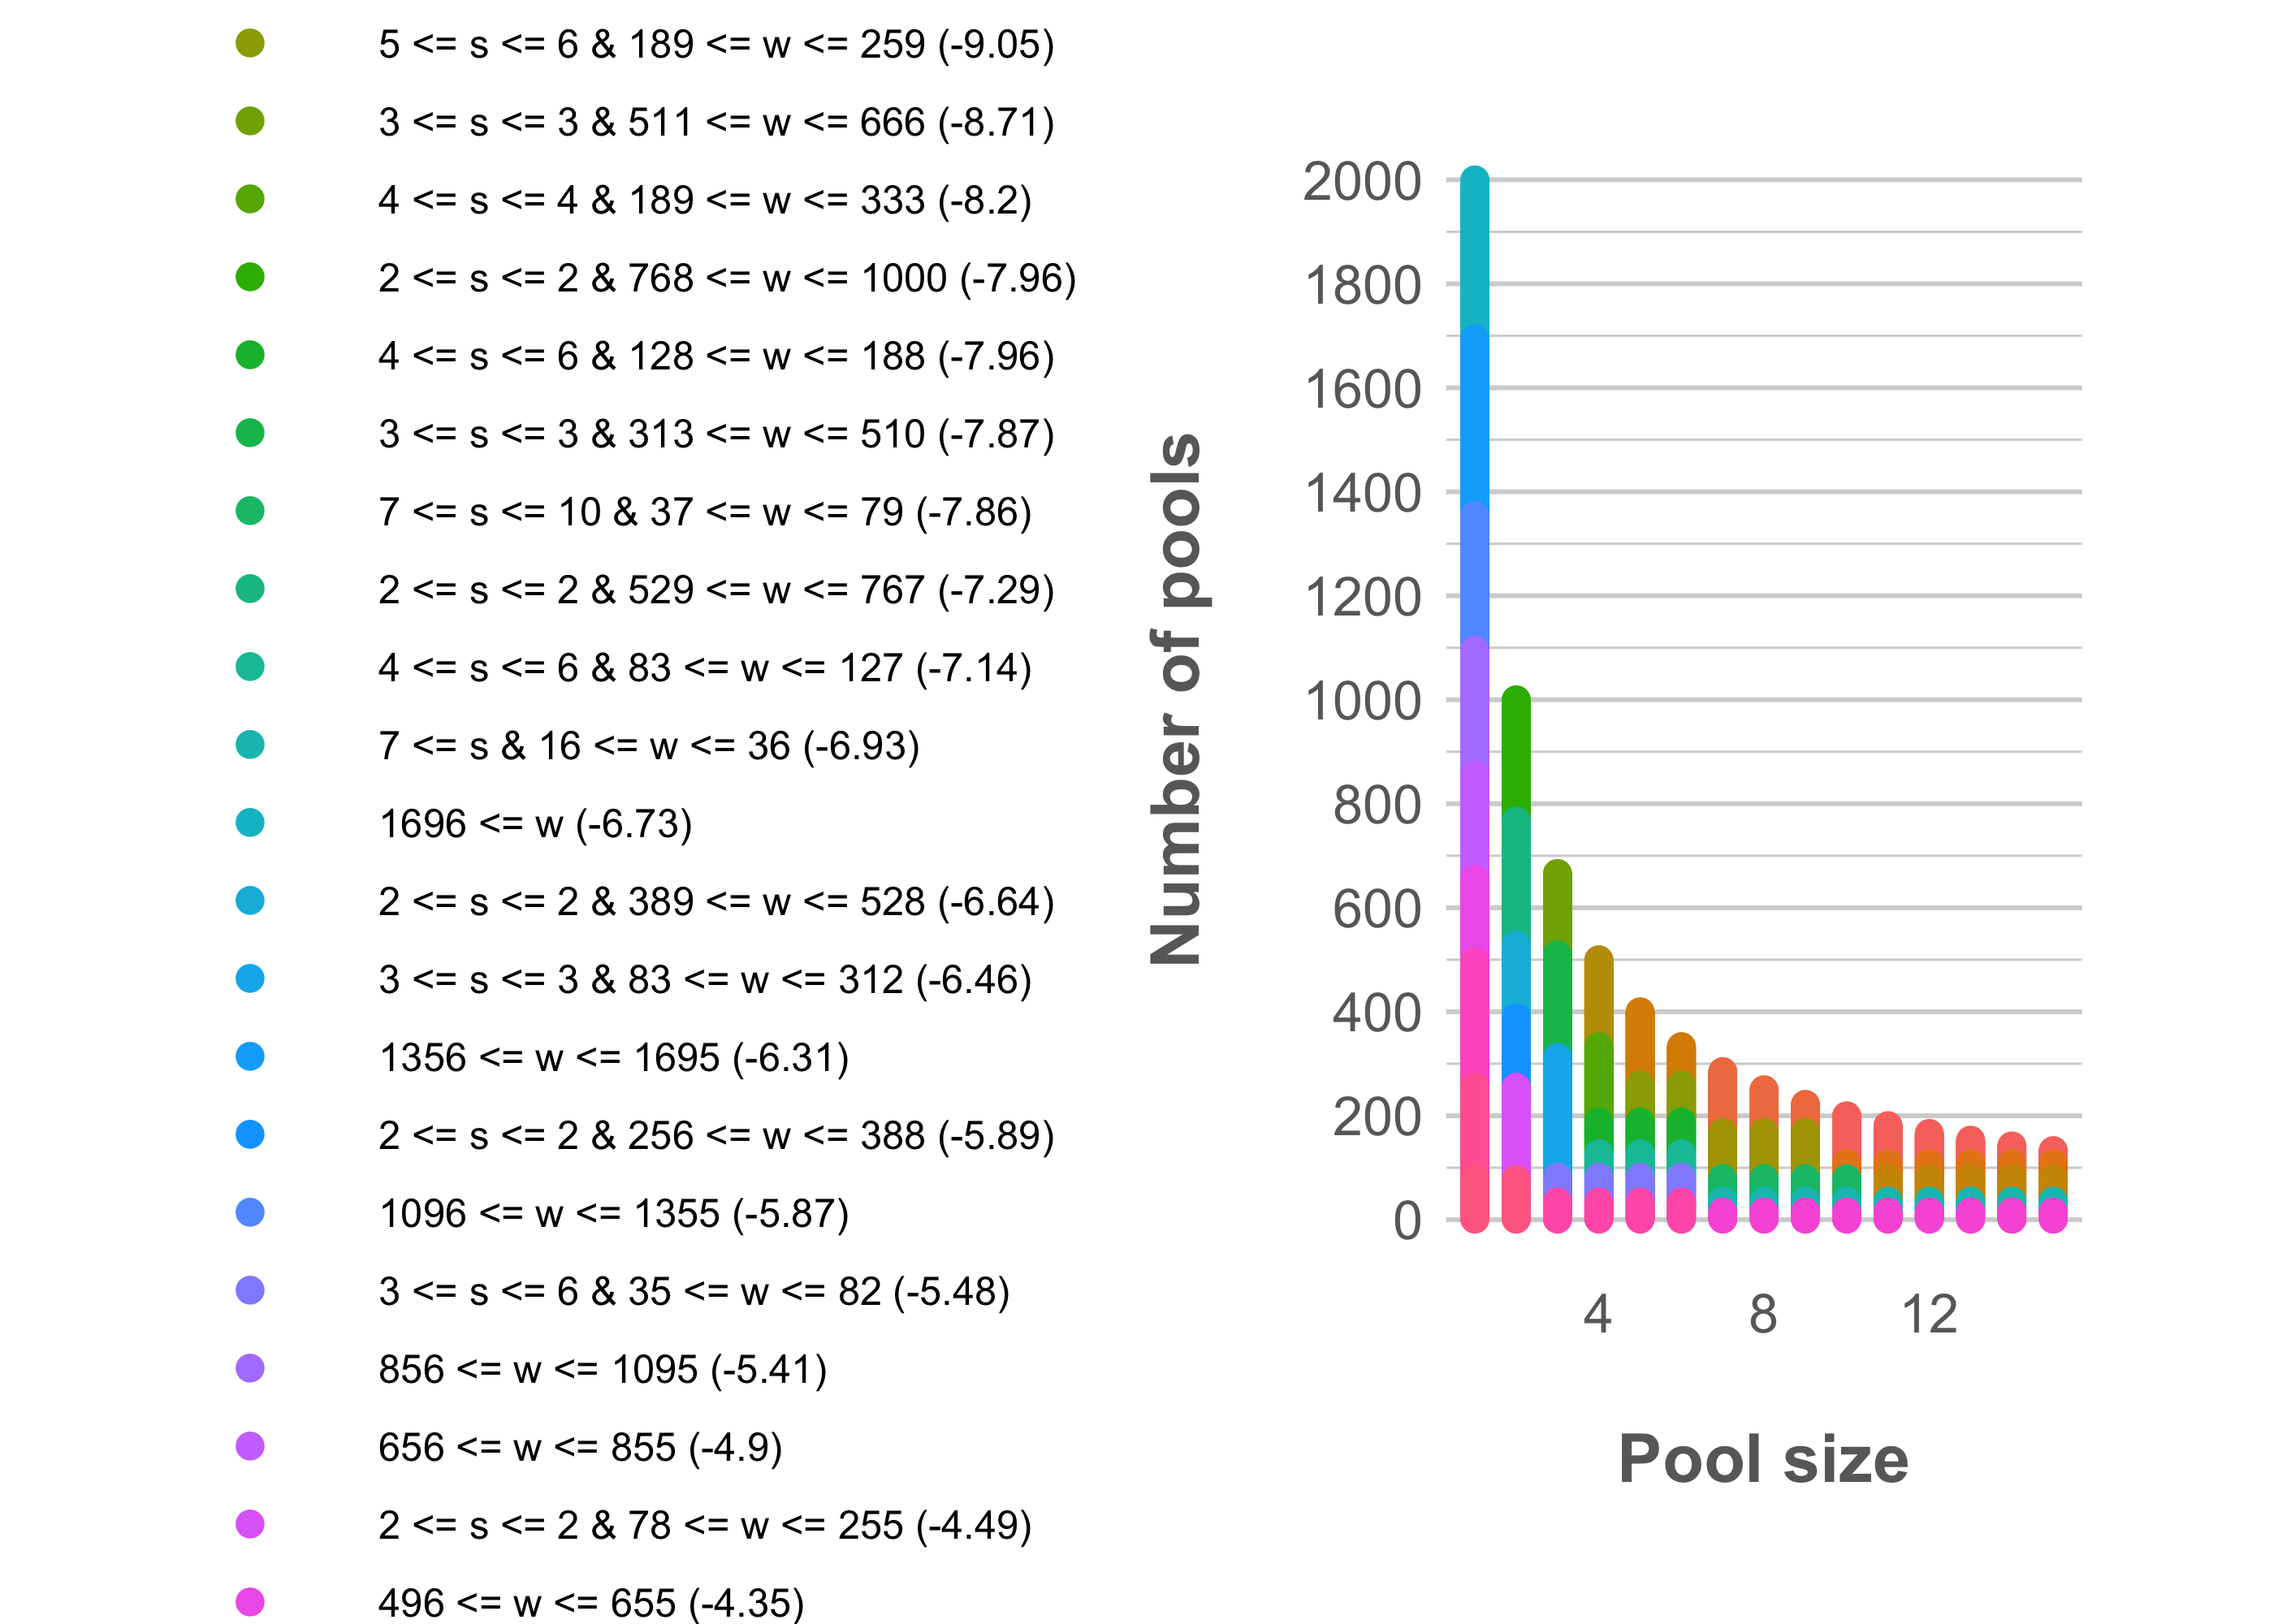 5 <= s <= 6 & 189 <= w <= 259 (-9.05)
3 <= s <= 3 & 511 <= w <= 666 (-8.71)
4 <= s <= 4 & 189 <= w <= 333 (-8.2)
2 <= s <= 2 & 768 <= w <= 1000 (-7.96)
4 <= s <= 6 & 128 <= w <= 188 (-7.96)
3 <= s <= 3 & 313 <= w <= 510 (-7.87)
7 <= s <= 10 & 37 <= w <= 79 (-7.86)
2 <= s <= 2 & 529 <= w <= 767 (-7.29)
4 <= s <= 6 & 83 <= w <= 127 (-7.14)
7 <= s & 16 <= w <= 36 (-6.93)
1696 <= w (-6.73)
2 <= s <= 2 & 389 <= w <= 528 (-6.64)
3 <= s <= 3 & 83 <= w <= 312 (-6.46)
1356 <= w <= 1695 (-6.31)
2 <= s <= 2 & 256 <= w <= 388 (-5.89)
1096 <= w <= 1355 (-5.87)
3 <= s <= 6 & 35 <= w <= 82 (-5.48)
856 <= w <= 1095 (-5.41)
656 <= w <= 855 (-4.9)
2 <= s <= 2 & 78 <= w <= 255 (-4.49)
496 <= w <= 655 (-4.35)
Number of pools
2000
1800
1600
1400
1200
1000
800
600
400
200
0
4 8 12
Pool size